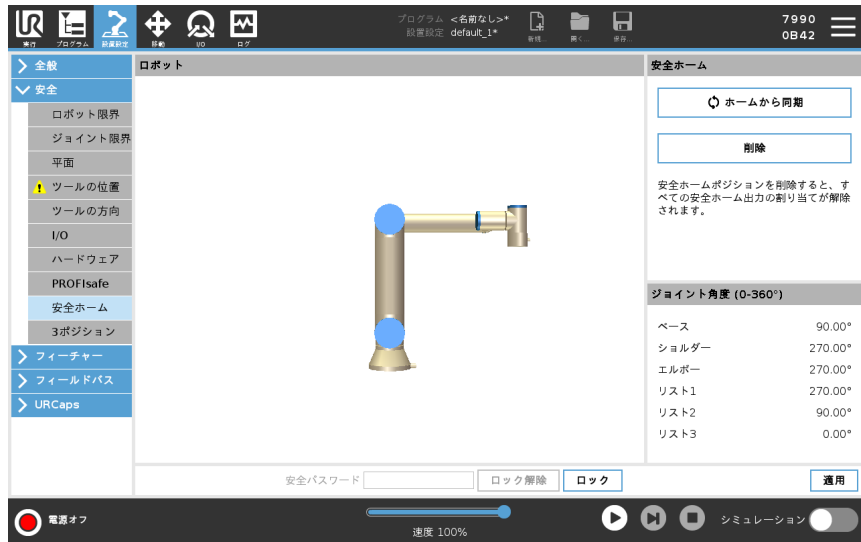 UR
実行
プログラム
設置設定
移動
I/O
ログ
プログラム <名前なし>*
設置設定 default_1*
新規...
開く...
保存...
7990
0B42
全般
安全
ロボット限界
ジョイント限界
平面
ツールの位置
ツールの方向
I/O
ハードウェア
PROFIsafe
安全ホーム
3ポジション
フィーチャー
フィールドバス
URCaps
ロボット
安全ホーム
ホームから同期
削除
安全ホームポジションを削除すると、す
べての安全ホーム出力の割り当てが解除
されます。
ジョイント角度 (0-360°)
ベース 90.00°
ショルダー 270.00°
エルボー 270.00°
リスト1 270.00°
リスト2 90.00°
リスト3 0.00°
安全パスワード
ロック解除
ロック
適用
電源オフ
速度 100%
シミュレーション